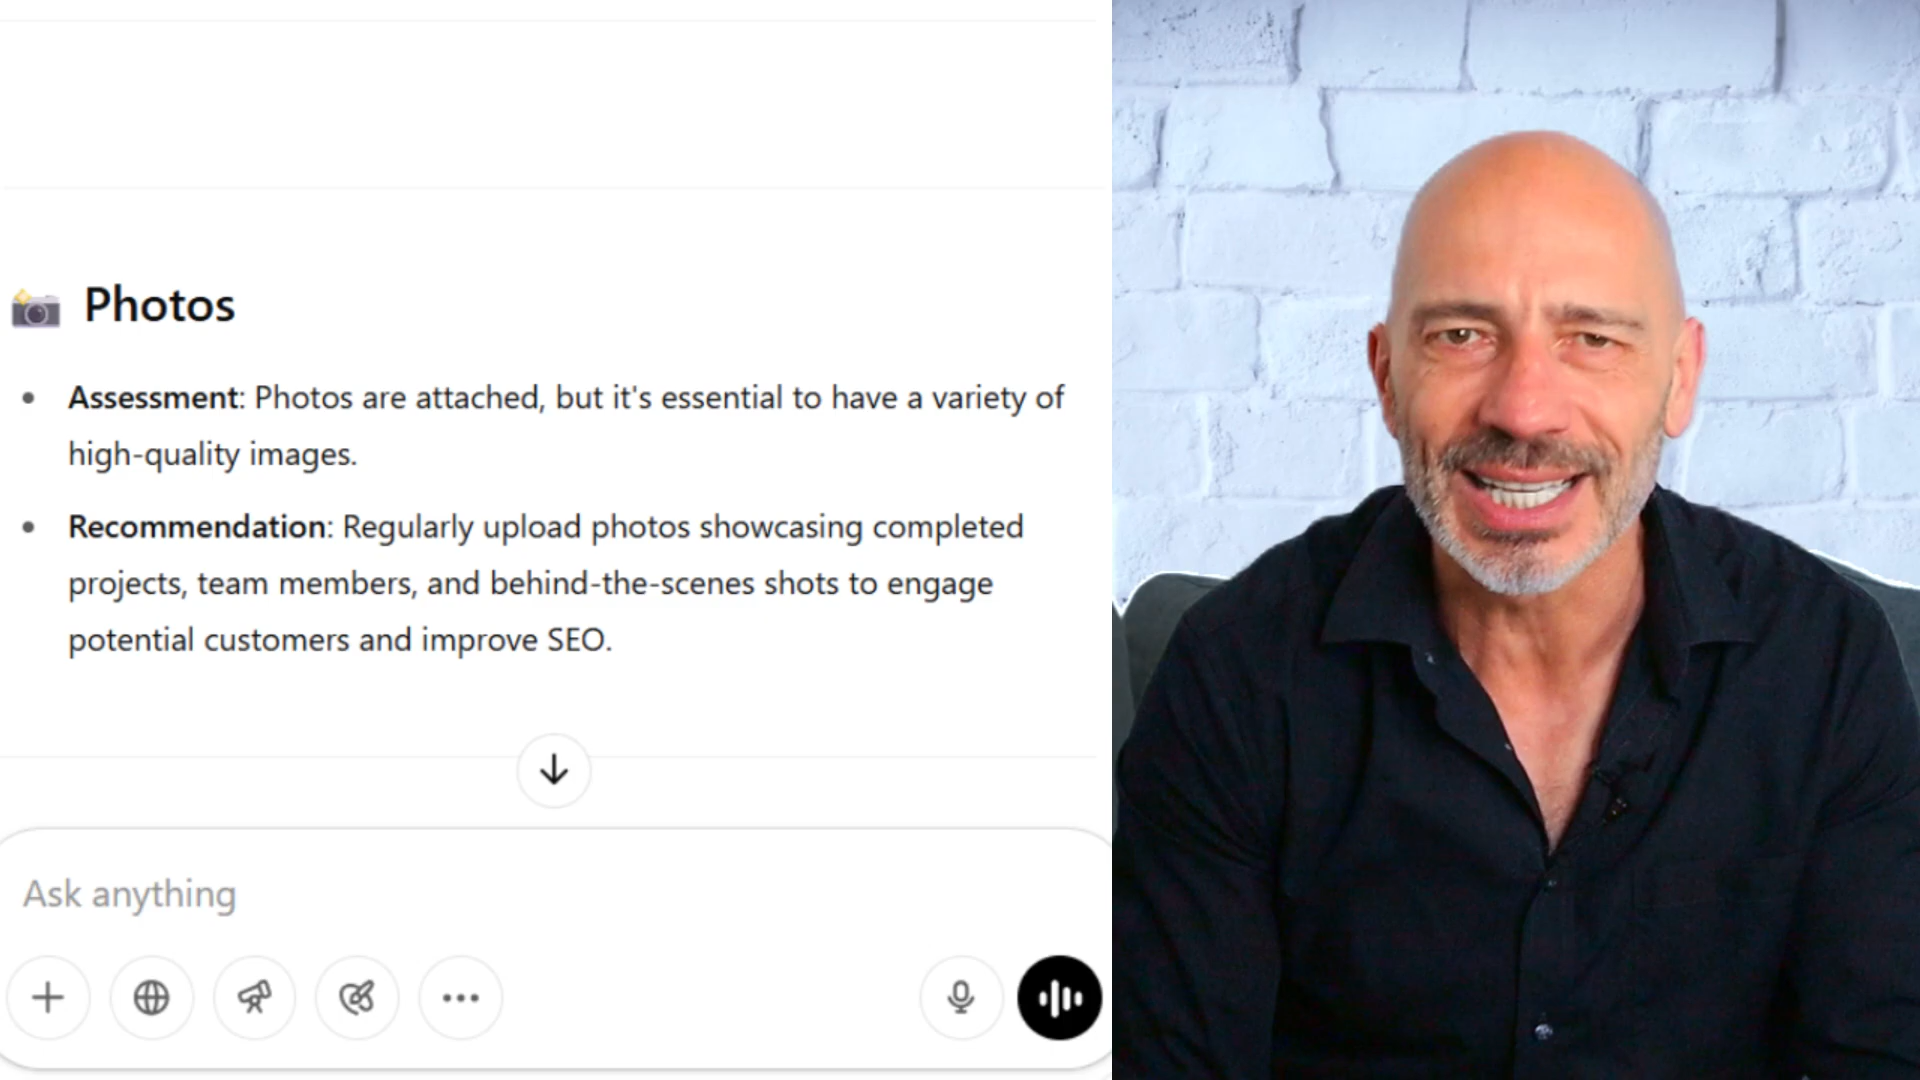 Photos
Assessment: Photos are attached, but it's essential to have a variety of
high-quality images.
Recommendation: Regularly upload photos showcasing completed
projects, team members, and behind-the-scenes shots to engage
potential customers and improve SEO.
Ask anything